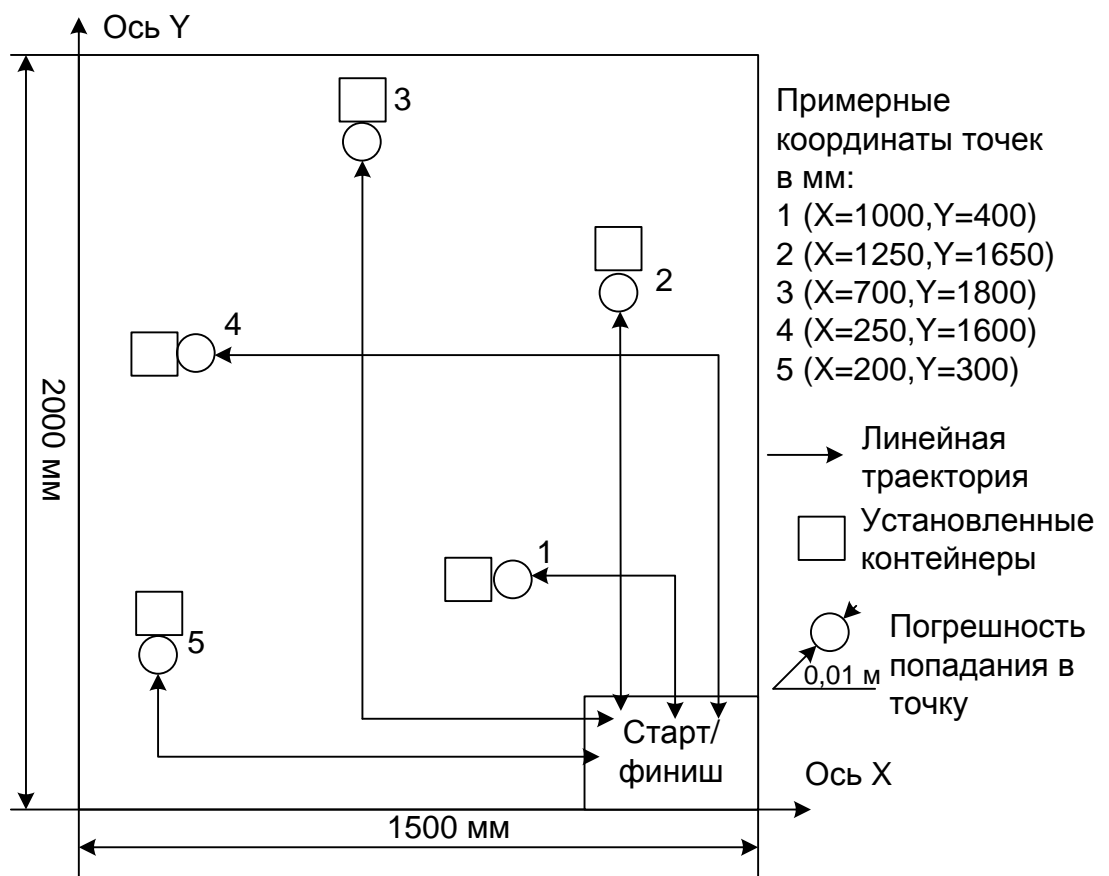 Ось Y
3
2
4
1
5
2000 мм
Старт/
финиш
Ось X
1500 мм
Примерные
координаты точек
в мм:
1 (X=1000,Y=400)
2 (X=1250,Y=1650)
3 (X=700,Y=1800)
4 (X=250,Y=1600)
5 (X=200,Y=300)
Линейная
траектория
Установленные
контейнеры
Погрешность
попадания в
точку
0,01 м